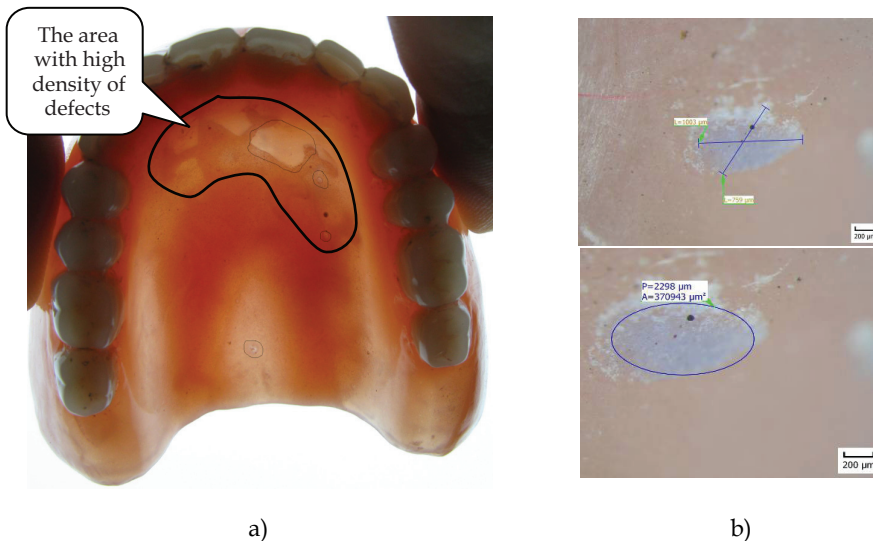 The area
with high
density of
defects
L=1003 µm
L=759 µm
200 µm
P=2298 µm
A=370943 µm²
200 µm
a)
b)